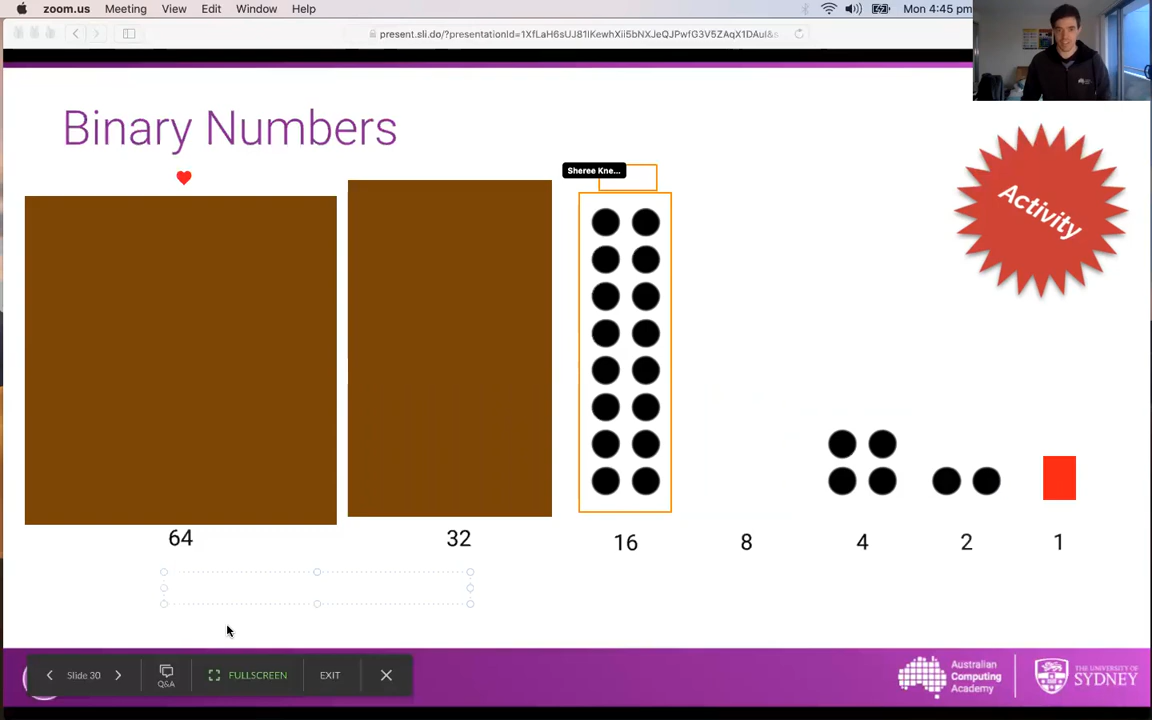 zoom.us Meeting View Edit Window Help Mon 4:45 pm
present.sli.do/?presentationId=1XfLaH6sUJ81IKewhXii5bNXJeQJPwfG3V5ZAqX1DAuI&s
Binary Numbers
Sheree Kne...
Activity
64 32 16 8 4 2 1
Slide 30 Q&A FULLSCREEN EXIT
Australian
Computing
Academy
THE UNIVERSITY OF
SYDNEY